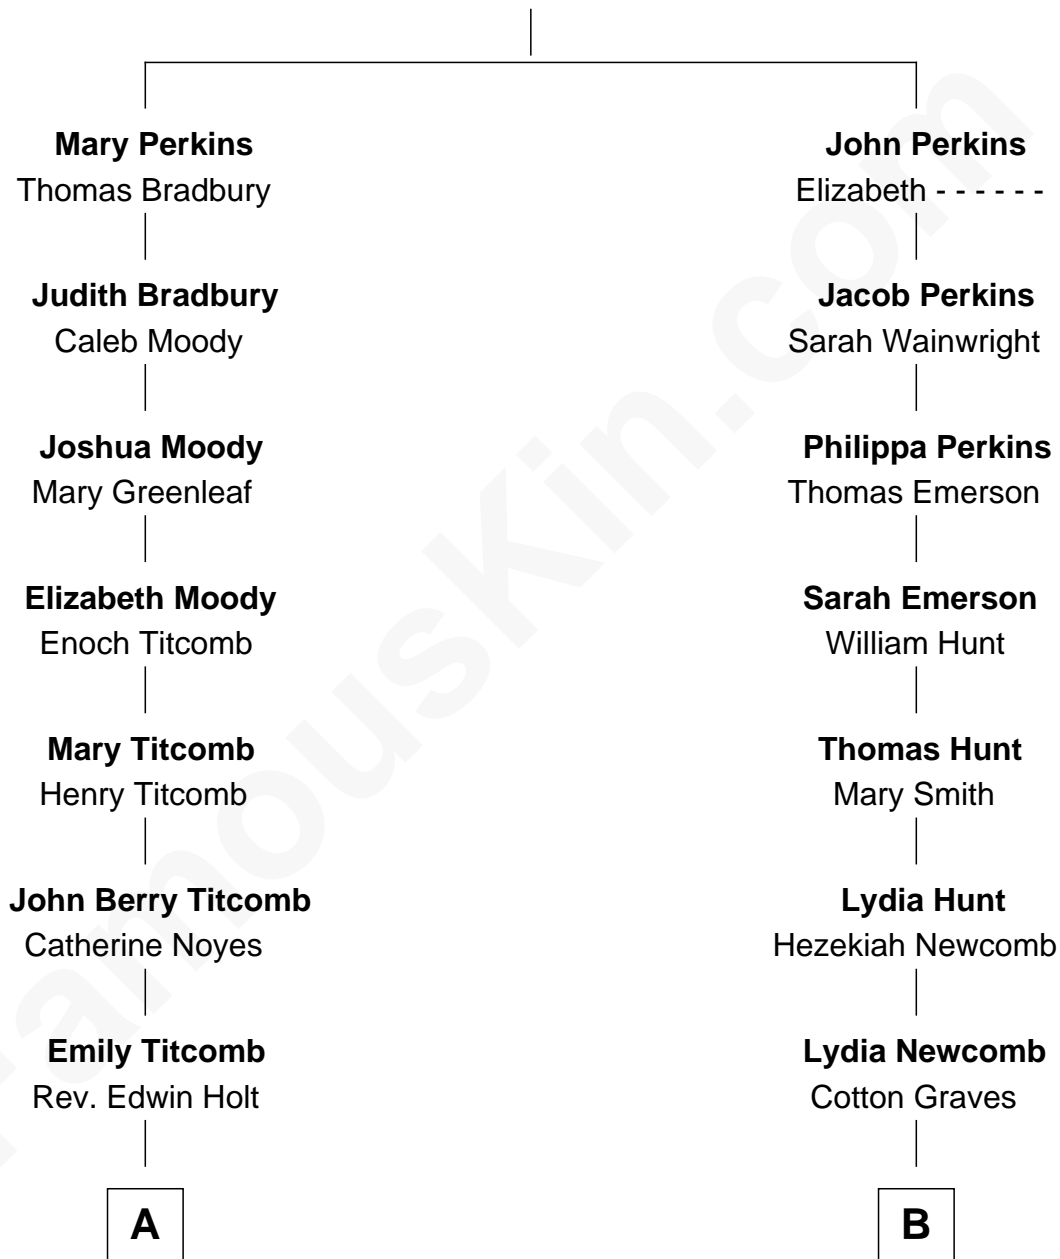 Mary Perkins
Thomas Bradbury
Judith Bradbury
Caleb Moody
Joshua Moody
Mary Greenleaf
Elizabeth Moody
Enoch Titcomb
Mary Titcomb
Henry Titcomb
John Berry Titcomb
Catherine Noyes
Emily Titcomb
Rev. Edwin Holt
A
John Perkins
Elizabeth - - - - - -
Jacob Perkins
Sarah Wainwright
Philippa Perkins
Thomas Emerson
Sarah Emerson
William Hunt
Thomas Hunt
Mary Smith
Lydia Hunt
Hezekiah Newcomb
Lydia Newcomb
Cotton Graves
B
FamousKin.com